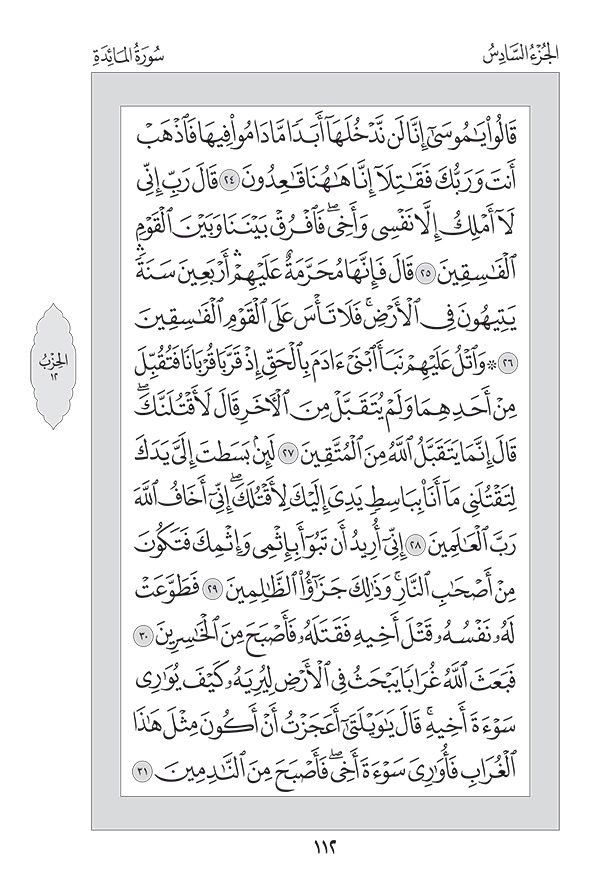 الجُزْءُ السَّادِسُ
سُورَةُ المَائِدَةِ
قَالُواْ يَٰمُوسَىٰٓ إِنَّا لَن نَّدۡخُلَهَآ أَبَدٗا مَّا دَامُواْ فِيهَا فَٱذۡهَبۡ
أَنتَ وَرَبُّكَ فَقَٰتِلَآ إِنَّا هَٰهُنَا قَٰعِدُونَ ٢٤ قَالَ رَبِّ إِنِّي
لَآ أَمۡلِكُ إِلَّا نَفۡسِي وَأَخِيۖ فَٱفۡرُقۡ بَيۡنَنَا وَبَيۡنَ ٱلۡقَوۡمِ
ٱلۡفَٰسِقِينَ ٢٥ قَالَ فَإِنَّهَا مُحَرَّمَةٌ عَلَيۡهِمۡۛ أَرۡبَعِينَ سَنَةٗۛ
يَتِيهُونَ فِي ٱلۡأَرۡضِۚ فَلَا تَأۡسَ عَلَى ٱلۡقَوۡمِ ٱلۡفَٰسِقِينَ
٢٦ ۞ وَٱتۡلُ عَلَيۡهِمۡ نَبَأَ ٱبۡنَيۡ ءَادَمَ بِٱلۡحَقِّ إِذۡ قَرَّبَا قُرۡبَانٗا فَتُقُبِّلَ
مِنۡ أَحَدِهِمَا وَلَمۡ يُتَقَبَّلۡ مِنَ ٱلۡأٓخَرِ قَالَ لَأَقۡتُلَنَّكَۖ
قَالَ إِنَّمَا يَتَقَبَّلُ ٱللَّهُ مِنَ ٱلۡمُتَّقِينَ ٢٧ لَئِنۢ بَسَطتَ إِلَيَّ يَدَكَ
لِتَقۡتُلَنِي مَآ أَنَا۠ بِبَاسِطٖ يَدِيَ إِلَيۡكَ لِأَقۡتُلَكَۖ إِنِّيٓ أَخَافُ ٱللَّهَ
رَبَّ ٱلۡعَٰلَمِينَ ٢٨ إِنِّيٓ أُرِيدُ أَن تَبُوٓأَ بِإِثۡمِي وَإِثۡمِكَ فَتَكُونَ
مِنۡ أَصۡحَٰبِ ٱلنَّارِۚ وَذَٰلِكَ جَزَٰٓؤُاْ ٱلظَّٰلِمِينَ ٢٩ فَطَوَّعَتۡ
لَهُۥ نَفۡسُهُۥ قَتۡلَ أَخِيهِ فَقَتَلَهُۥ فَأَصۡبَحَ مِنَ ٱلۡخَٰسِرِينَ ٣٠
فَبَعَثَ ٱللَّهُ غُرَابٗا يَبۡحَثُ فِي ٱلۡأَرۡضِ لِيُرِيَهُۥ كَيۡفَ يُوَٰرِي
سَوۡءَةَ أَخِيهِۚ قَالَ يَٰوَيۡلَتَىٰٓ أَعَجَزۡتُ أَنۡ أَكُونَ مِثۡلَ هَٰذَا
ٱلۡغُرَابِ فَأُوَٰرِيَ سَوۡءَةَ أَخِيۖ فَأَصۡبَحَ مِنَ ٱلنَّٰدِمِينَ ٣١
الحِزْبُ
١٢
١١٢